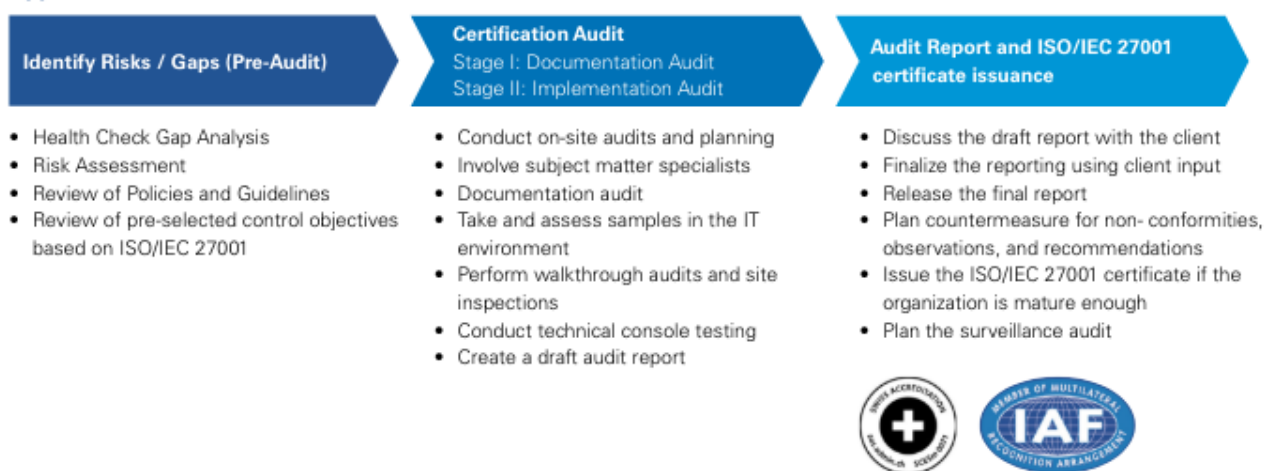 Identify Risks / Gaps (Pre-Audit)
• Health Check Gap Analysis
• Risk Assessment
• Review of Policies and Guidelines
• Review of pre-selected control objectives
based on ISO/IEC 27001
Certification Audit
Stage I: Documentation Audit
Stage II: Implementation Audit
• Conduct on-site audits and planning
• Involve subject matter specialists
• Documentation audit
• Take and assess samples in the IT
environment
• Perform walkthrough audits and site
inspections
• Conduct technical console testing
• Create a draft audit report
Audit Report and ISO/IEC 27001
certificate issuance
• Discuss the draft report with the client
• Finalize the reporting using client input
• Release the final report
• Plan countermeasure for non- conformities,
observations, and recommendations
• Issue the ISO/IEC 27001 certificate if the
organization is mature enough
• Plan the surveillance audit
SWISS ACCREDITATION
MEMBER OF MULTILATERAL
IAF
RECOGNITION ARRANGEMENT